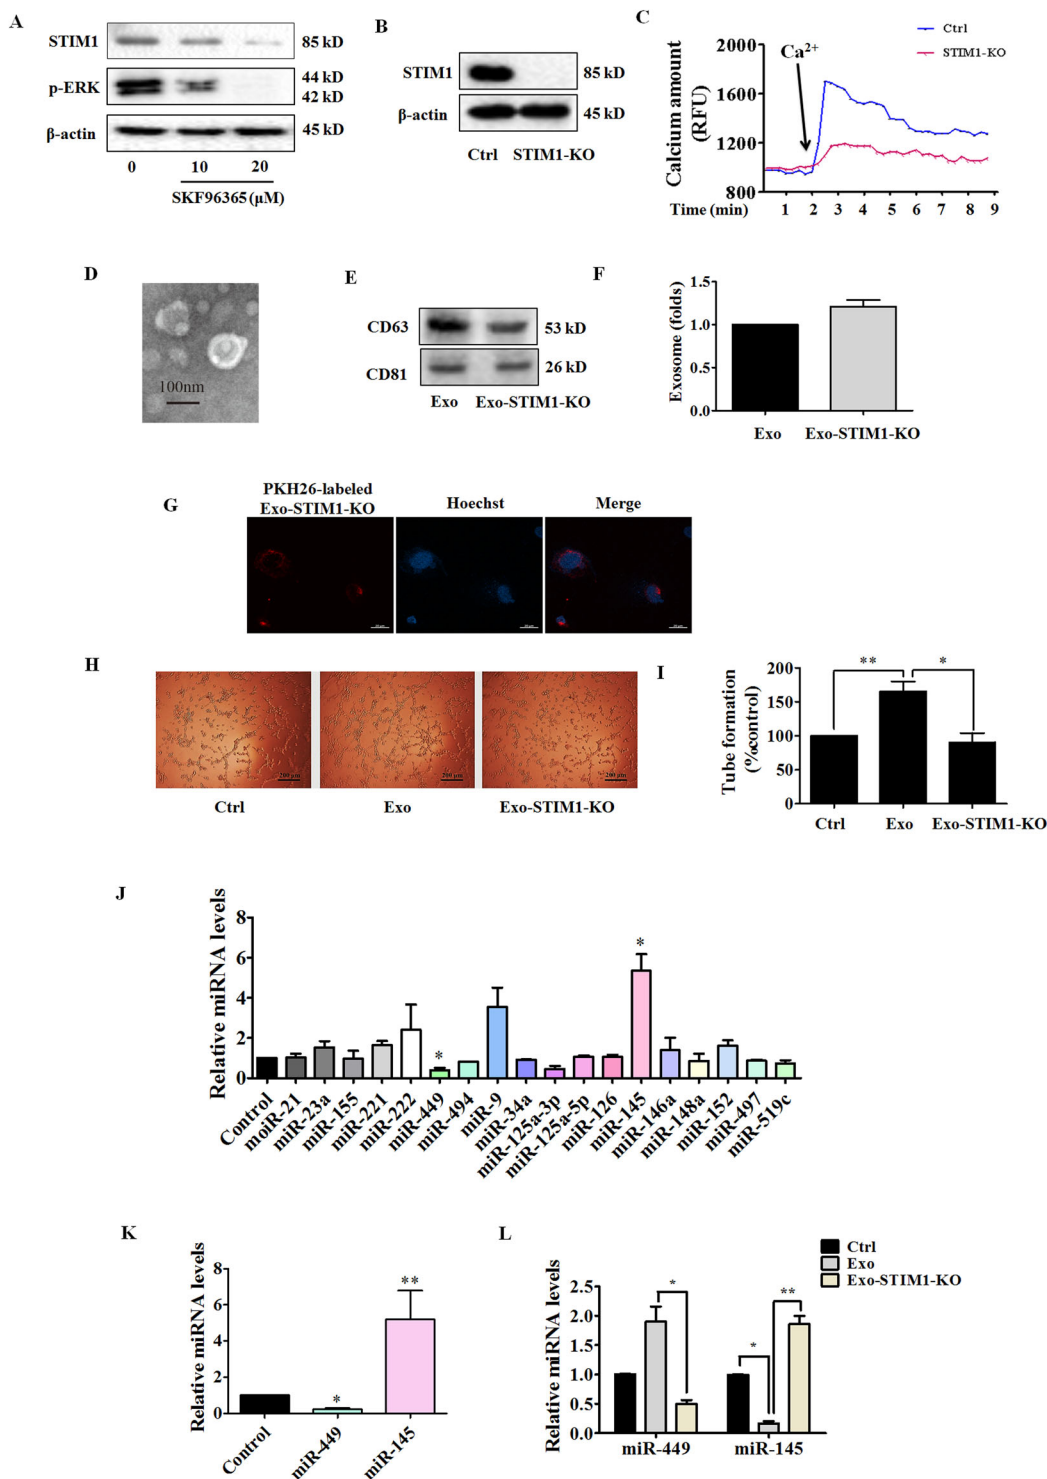 A
STIM1
85 kD
p-ERK
44 kD
42 kD
β-actin
45 kD
0 10 20
SKF96365 (μM)
B
STIM1
85 kD
β-actin
45 kD
Ctrl STIM1-KO
C
Ctrl
STIM1-KO
Calcium amount
(RFU)
2000
1600
1200
800
Ca²⁺
Time (min) 1 2 3 4 5 6 7 8 9
D
100nm
E
CD63
53 kD
CD81
26 kD
Exo Exo-STIM1-KO
F
Exosome (folds)
1.5
1.0
0.5
0.0
Exo Exo-STIM1-KO
G
PKH26-labeled
Exo-STIM1-KO
Hoechst
Merge
H
200 μm
200 μm
200 μm
Ctrl Exo Exo-STIM1-KO
I
Tube formation
(%control)
200
150
100
50
0
** *
Ctrl Exo Exo-STIM1-KO
J
Relative miRNA levels
8
6
4
2
0
*
*
Control
moiR-21
miR-23a
miR-155
miR-221
miR-222
miR-449
miR-494
miR-9
miR-34a
miR-125a-3p
miR-125a-5p
miR-126
miR-145
miR-146a
miR-148a
miR-152
miR-497
miR-519c
K
Relative miRNA levels
8
6
4
2
0
*
**
Control
miR-449
miR-145
L
Ctrl
Exo
Exo-STIM1-KO
Relative miRNA levels
2.5
2.0
1.5
1.0
0.5
0.0
*
*
**
miR-449 miR-145